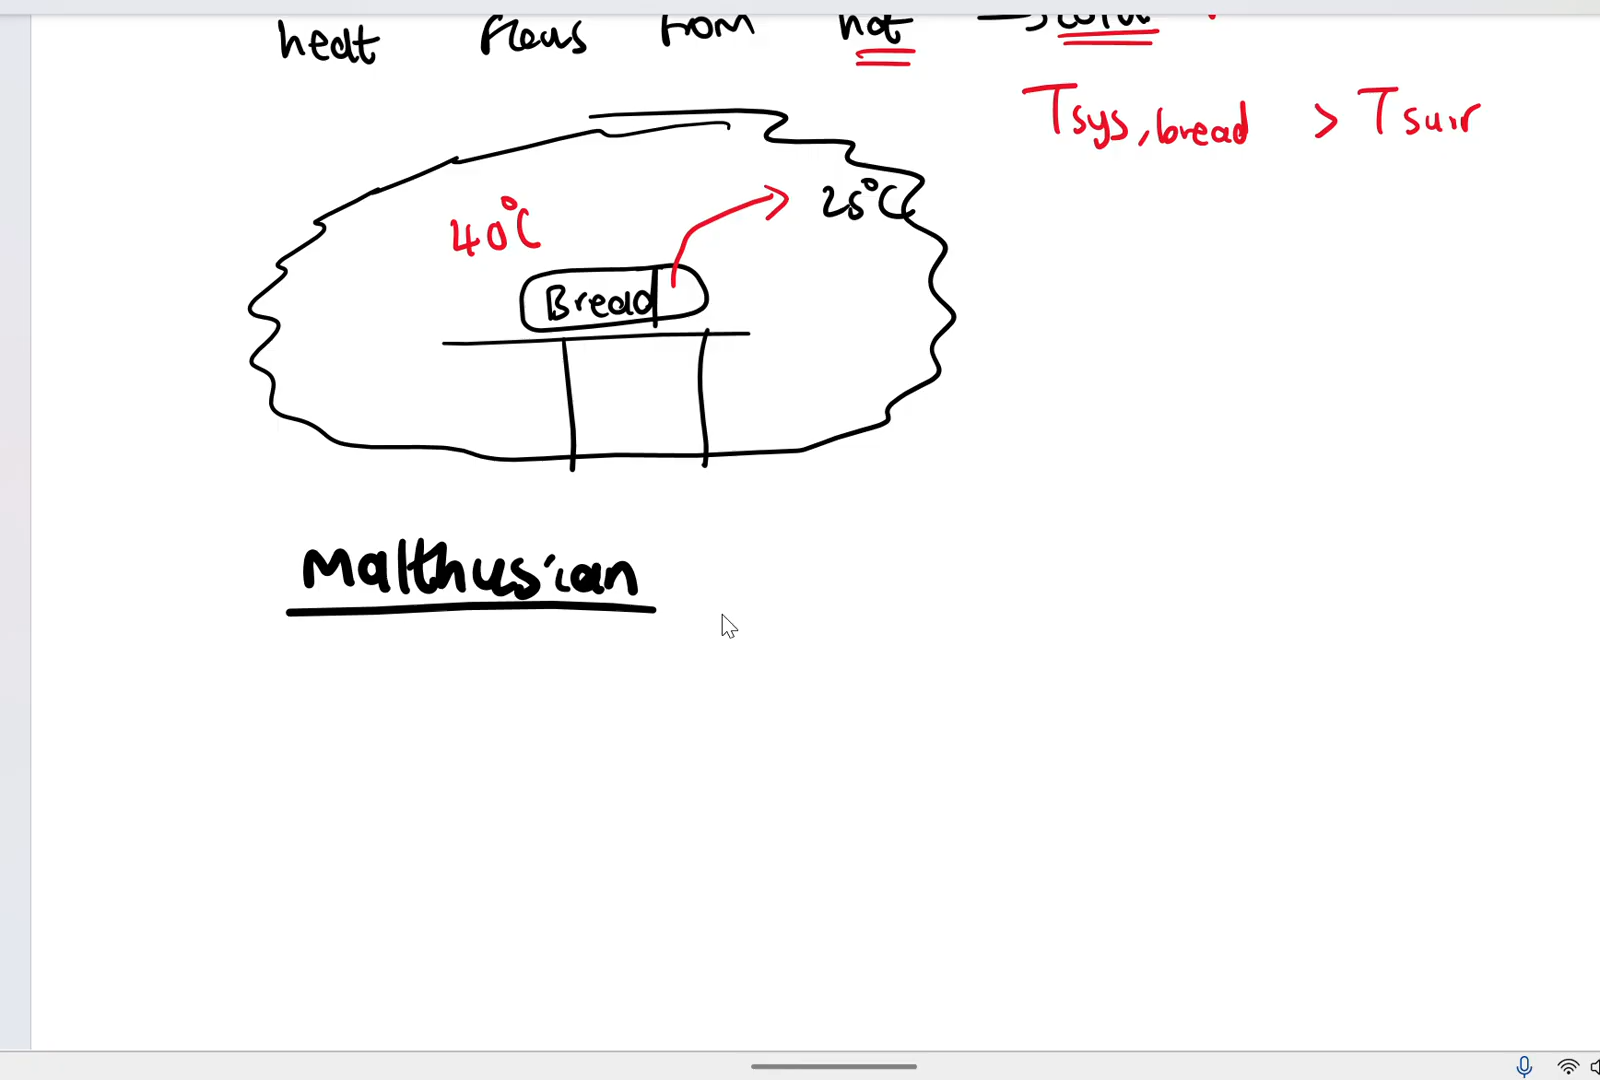 heat flows from hot →
Tsys, bread > Tsurr
40°C
25°C
Bread
Malthusian